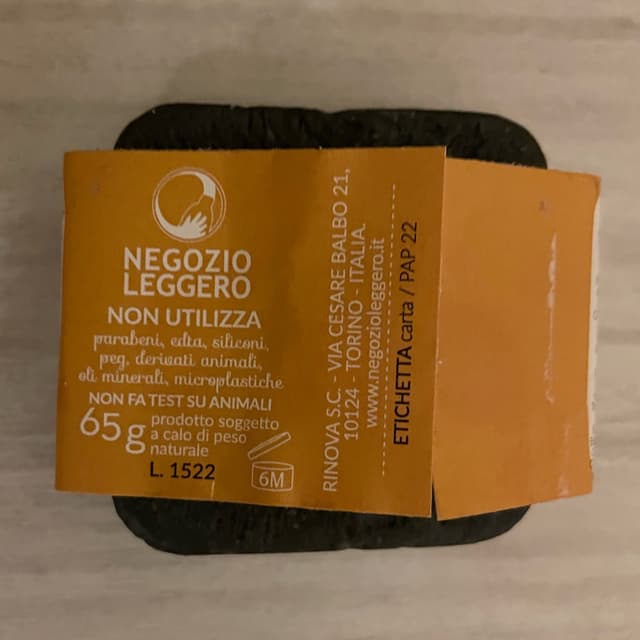 NEGOZIO
LEGGERO
NON UTILIZZA
parabeni, edta, siliconi,
peg, derivati animali,
oli minerali, microplastiche
NON FA TEST SU ANIMALI
65 g
prodotto soggetto
a calo di peso
naturale
L. 1522
6M
RINOVA S.C. - VIA CESARE BALBO 21,
10124 - TORINO - ITALIA.
www.negozioleggero.it
ETICHETTA carta / PAP 22